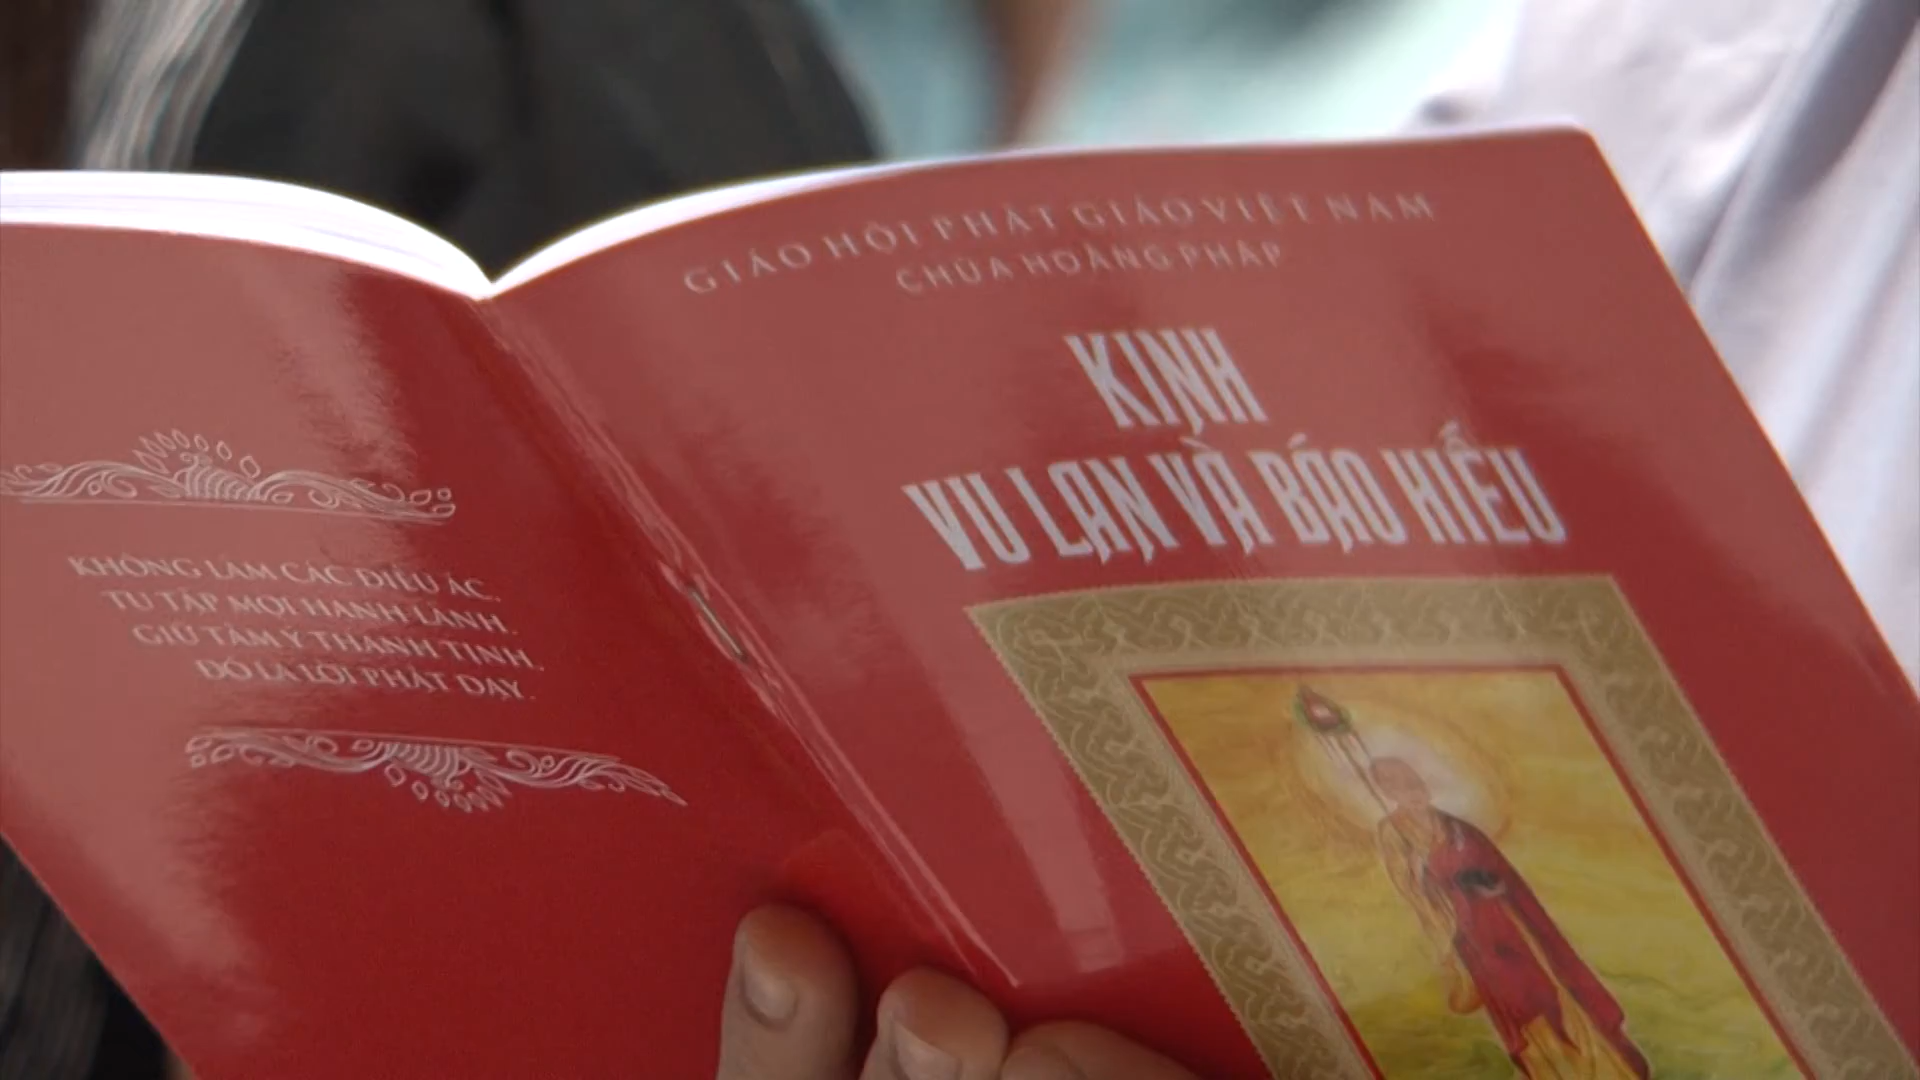 GIÁO HỘI PHẬT GIÁO VIỆT NAM
CHÙA HOẰNG PHÁP
KINH
VU LAN VÀ BÁO HIẾU
KHÔNG LÀM CÁC ĐIỀU ÁC.
TU TẬP MỌI HẠNH LÀNH.
GIỮ TÂM Ý THANH TỊNH.
ĐÓ LÀ LỜI PHẬT DẠY.